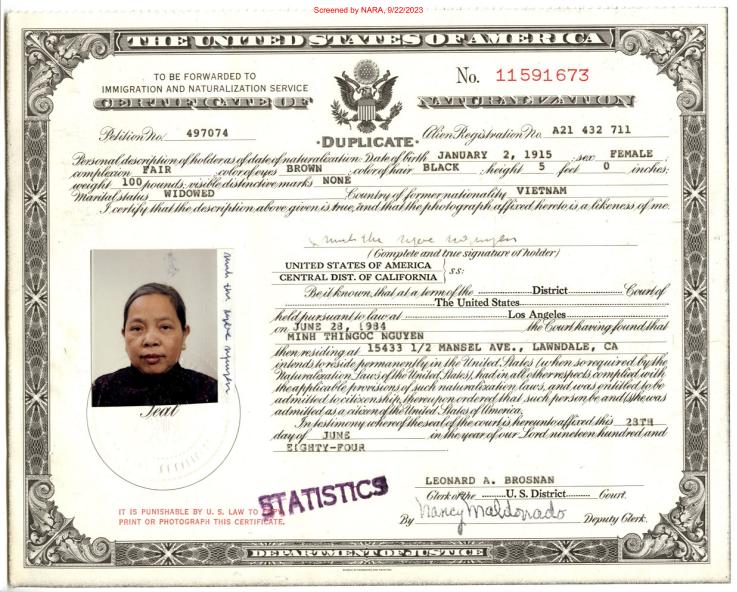 Screened by NARA, 9/22/2023
THE UNITED STATES OF AMERICA
TO BE FORWARDED TO
IMMIGRATION AND NATURALIZATION SERVICE
No. 11591673
CERTIFICATE OF NATURALIZATION
Petition No. 497074
·DUPLICATE·
Alien Registration No. A21 432 711
Personal description of holder as of date of naturalization: Date of birth JANUARY 2, 1915 ; sex FEMALE ;
complexion FAIR color of eyes BROWN color of hair BLACK ; height 5 feet 0 inches;
weight 100 pounds; visible distinctive marks NONE
Marital status WIDOWED Country of former nationality VIETNAM
I certify that the description above given is true, and that the photograph affixed hereto is a likeness of me.
minh thi ngoc nguyen
(Complete and true signature of holder)
UNITED STATES OF AMERICA
CENTRAL DIST. OF CALIFORNIA
} ss:
Be it known, that at a term of the District Court of
The United States
held pursuant to law at Los Angeles
on JUNE 28, 1984 the Court having found that
MINH THINGOC NGUYEN
then residing at 15433 1/2 MANSEL AVE., LAWNDALE, CA
intends to reside permanently in the United States (when so required by the
Naturalization Laws of the United States), had in all other respects complied with
the applicable provisions of such naturalization laws, and was entitled to be
admitted to citizenship, thereupon ordered that such person be and (s)he was
admitted as a citizen of the United States of America.
In testimony whereof the seal of the court is hereunto affixed this 28TH
day of JUNE in the year of our Lord nineteen hundred and
EIGHTY-FOUR
minh thi ngoc nguyen
Seal
LEONARD A. BROSNAN
Clerk of the U. S. District Court.
By Nancy Maldonado Deputy Clerk.
STATISTICS
IT IS PUNISHABLE BY U. S. LAW TO COPY,
PRINT OR PHOTOGRAPH THIS CERTIFICATE.
DEPARTMENT OF JUSTICE